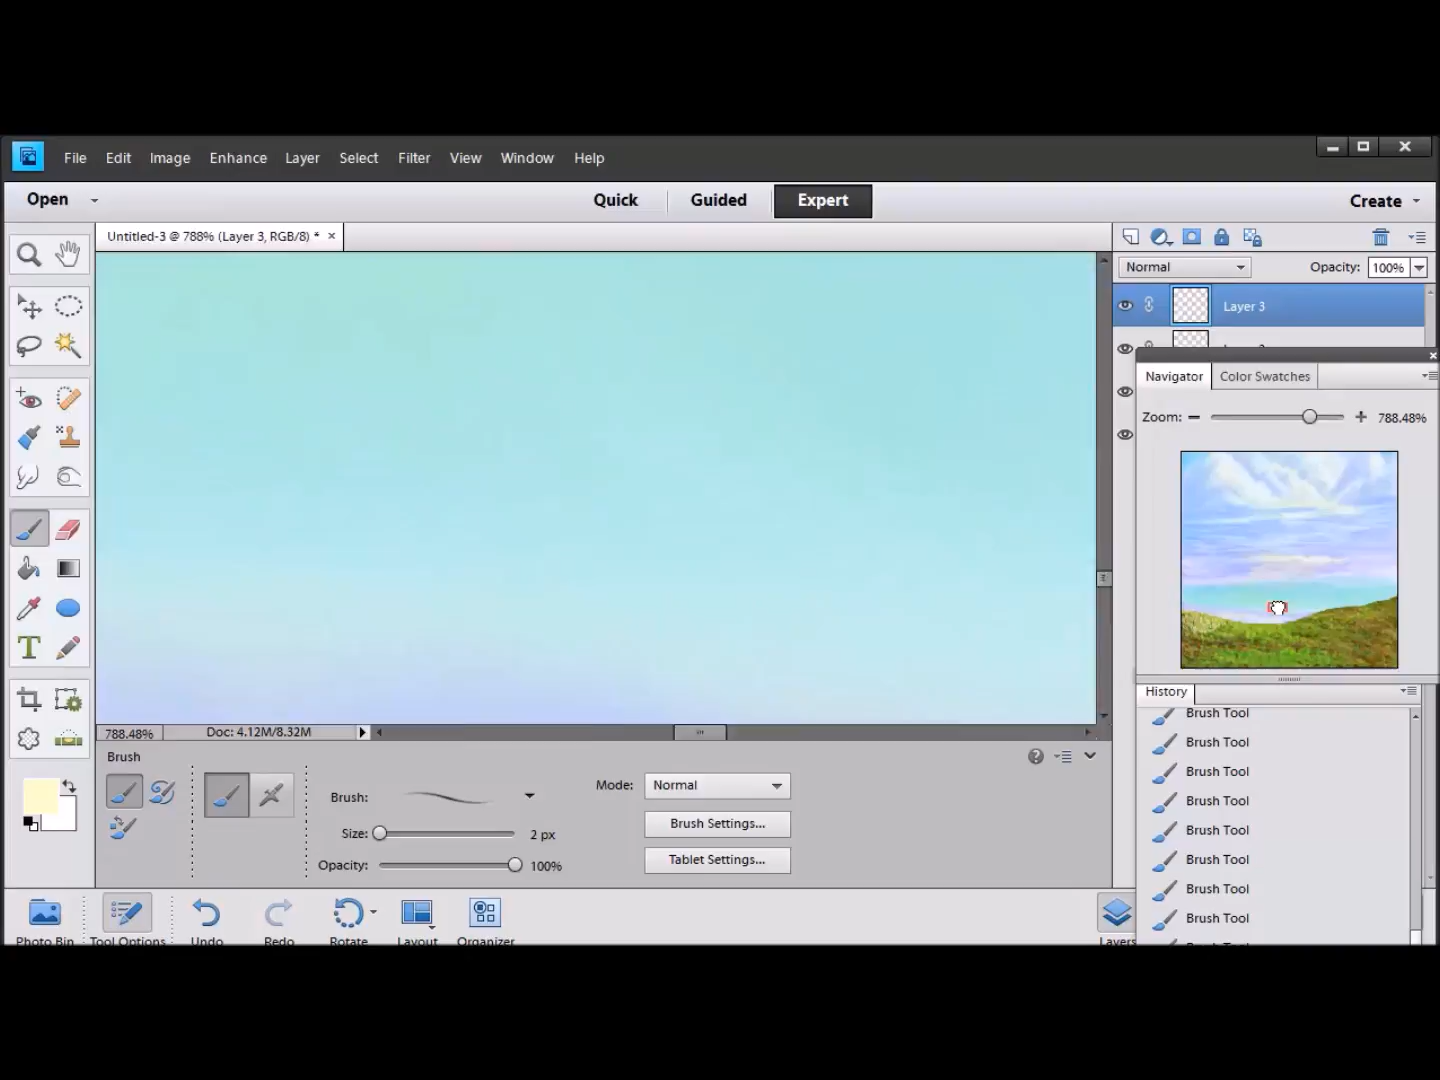 File Edit Image Enhance Layer Select Filter View Window Help
Open Quick Guided Expert Create
Untitled-3 @ 788% (Layer 3, RGB/8) * ×
Normal Opacity: 100%
Layer 3
Navigator Color Swatches
Zoom: 788.48%
History
Brush Tool
Brush Tool
Brush Tool
Brush Tool
Brush Tool
Brush Tool
Brush Tool
Brush Tool
788.48% Doc: 4.12M/8.32M
Brush
Brush: Mode: Normal
Size: 2 px Brush Settings...
Opacity: 100% Tablet Settings...
Photo Bin Tool Options Undo Redo Rotate Layout Organizer Layers